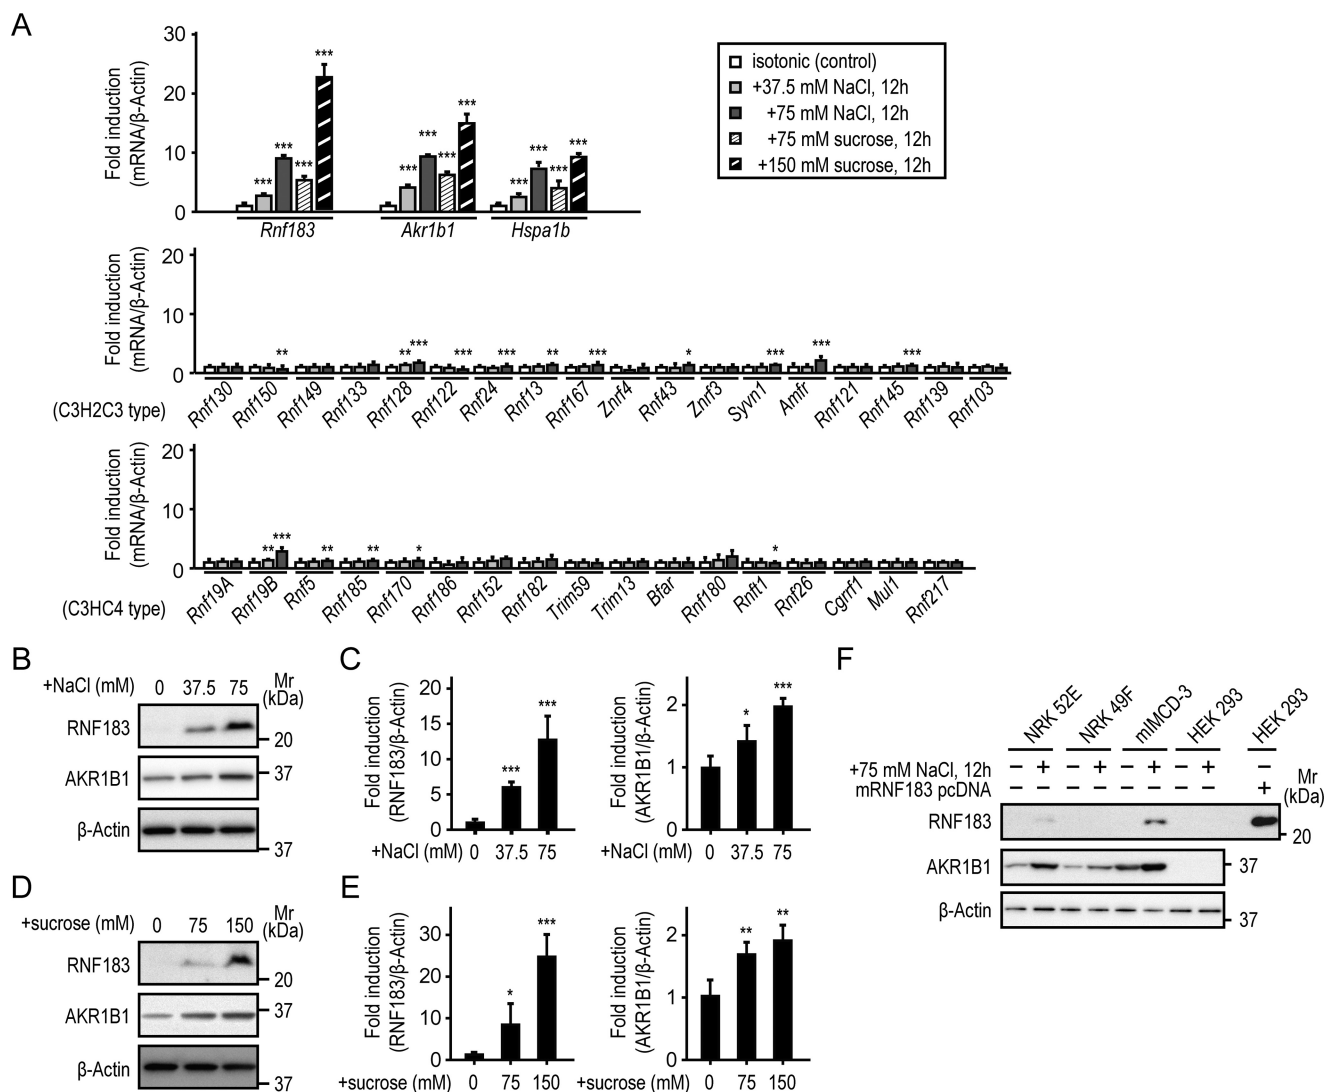 A
Fold induction
(mRNA/β-Actin)
30
20
10
0
*** *** *** ***
*** *** *** ***
*** *** *** ***
Rnf183 Akr1b1 Hspa1b
isotonic (control)
+37.5 mM NaCl, 12h
+75 mM NaCl, 12h
+75 mM sucrose, 12h
+150 mM sucrose, 12h
Fold induction
(mRNA/β-Actin)
20
10
0
** ** *** *** *** ** *** * *** *** ***
(C3H2C3 type)
Rnf130 Rnf150 Rnf149 Rnf133 Rnf128 Rnf122 Rnf24 Rnf13 Rnf167 Znf4 Rnf43 Znf3 Syvn1 Amfr Rnf121 Rnf145 Rnf139 Rnf103
Fold induction
(mRNA/β-Actin)
20
10
0
** *** ** ** * *
(C3HC4 type)
Rnf19A Rnf19B Rnf5 Rnf185 Rnf170 Rnf186 Rnf152 Rnf182 Trim59 Trim13 Bfar Rnf180 Rnft1 Rnf26 Cgrrf1 Mul1 Rnf217
B
+NaCl (mM) 0 37.5 75 Mr
(kDa)
RNF183
20
AKR1B1
37
β-Actin
37
C
Fold induction
(RNF183/β-Actin)
20
15
10
5
0
*** ***
+NaCl (mM) 0 37.5 75
Fold induction
(AKR1B1/β-Actin)
2
1
0
* ***
+NaCl (mM) 0 37.5 75
D
+sucrose (mM) 0 75 150 Mr
(kDa)
RNF183
20
AKR1B1
37
β-Actin
37
E
Fold induction
(RNF183/β-Actin)
30
20
10
0
* ***
+sucrose (mM) 0 75 150
Fold induction
(AKR1B1/β-Actin)
2
1
0
** **
+sucrose (mM) 0 75 150
F
NRK 52E NRK 49F mIMCD-3 HEK 293 HEK 293
+75 mM NaCl, 12h − + − + − + − + −
mRNF183 pcDNA − − − − − − − − +
Mr
(kDa)
RNF183
20
AKR1B1
37
β-Actin
37